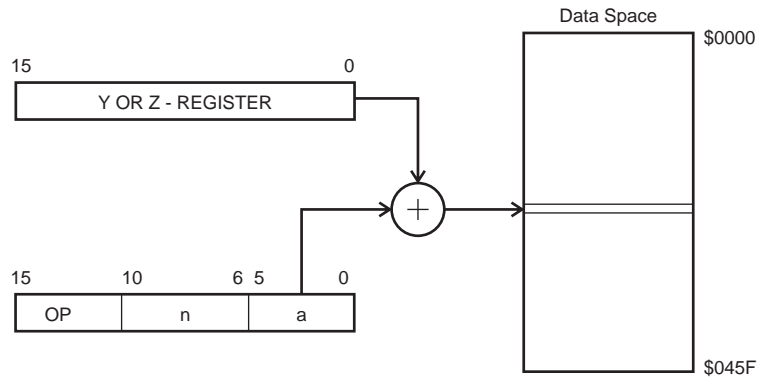 Data Space
$0000
15 0
Y OR Z - REGISTER
+
15 10 6 5 0
OP n a
$045F